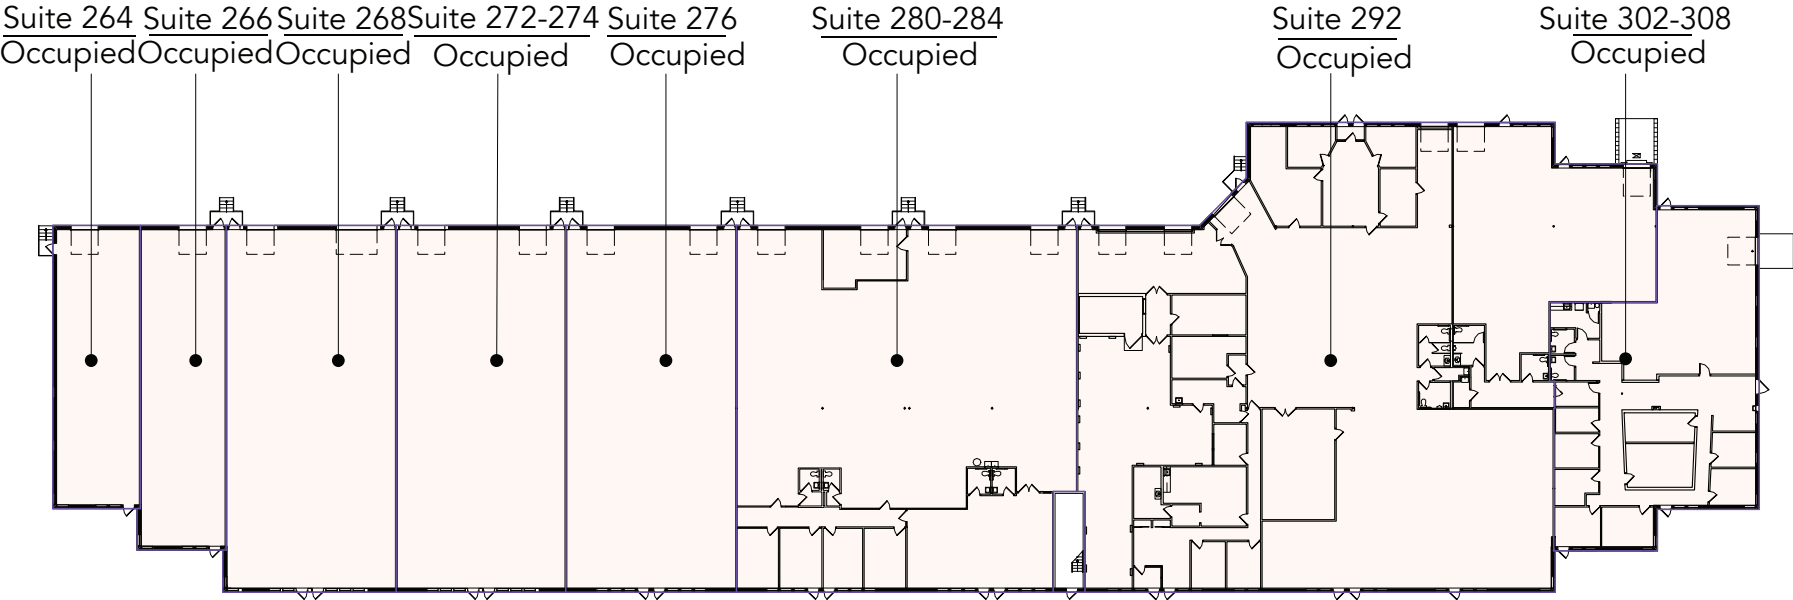 Suite 264
Occupied
Suite 266
Occupied
Suite 268
Occupied
Suite 272-274
Occupied
Suite 276
Occupied
Suite 280-284
Occupied
Suite 292
Occupied
Suite 302-308
Occupied